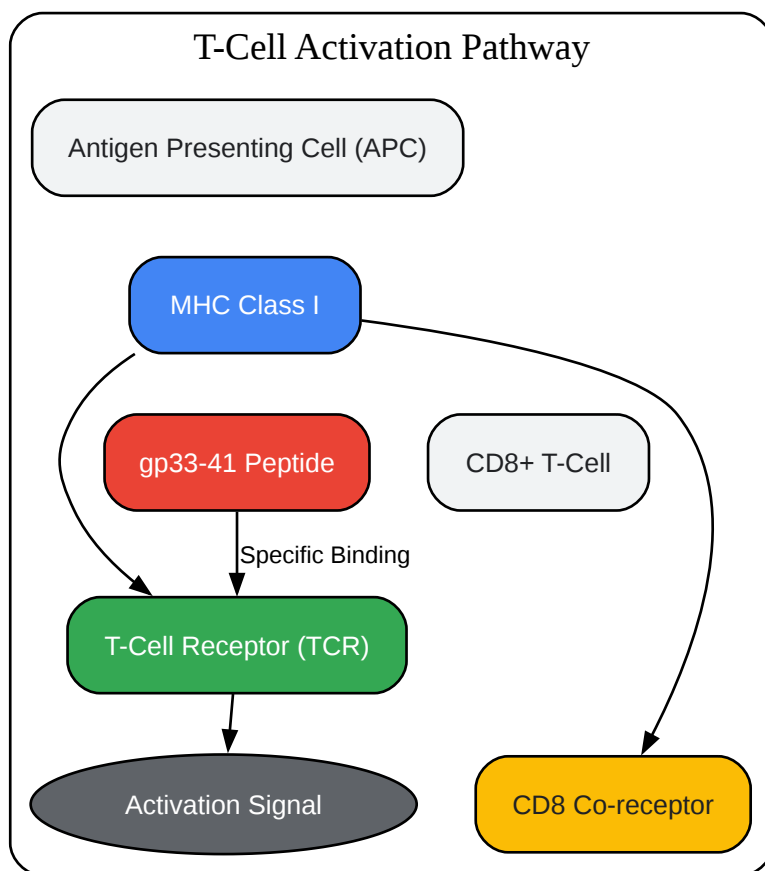 T-Cell Activation Pathway
Antigen Presenting Cell (APC)
MHC Class I
gp33-41 Peptide
CD8+ T-Cell
Specific Binding
T-Cell Receptor (TCR)
Activation Signal
CD8 Co-receptor